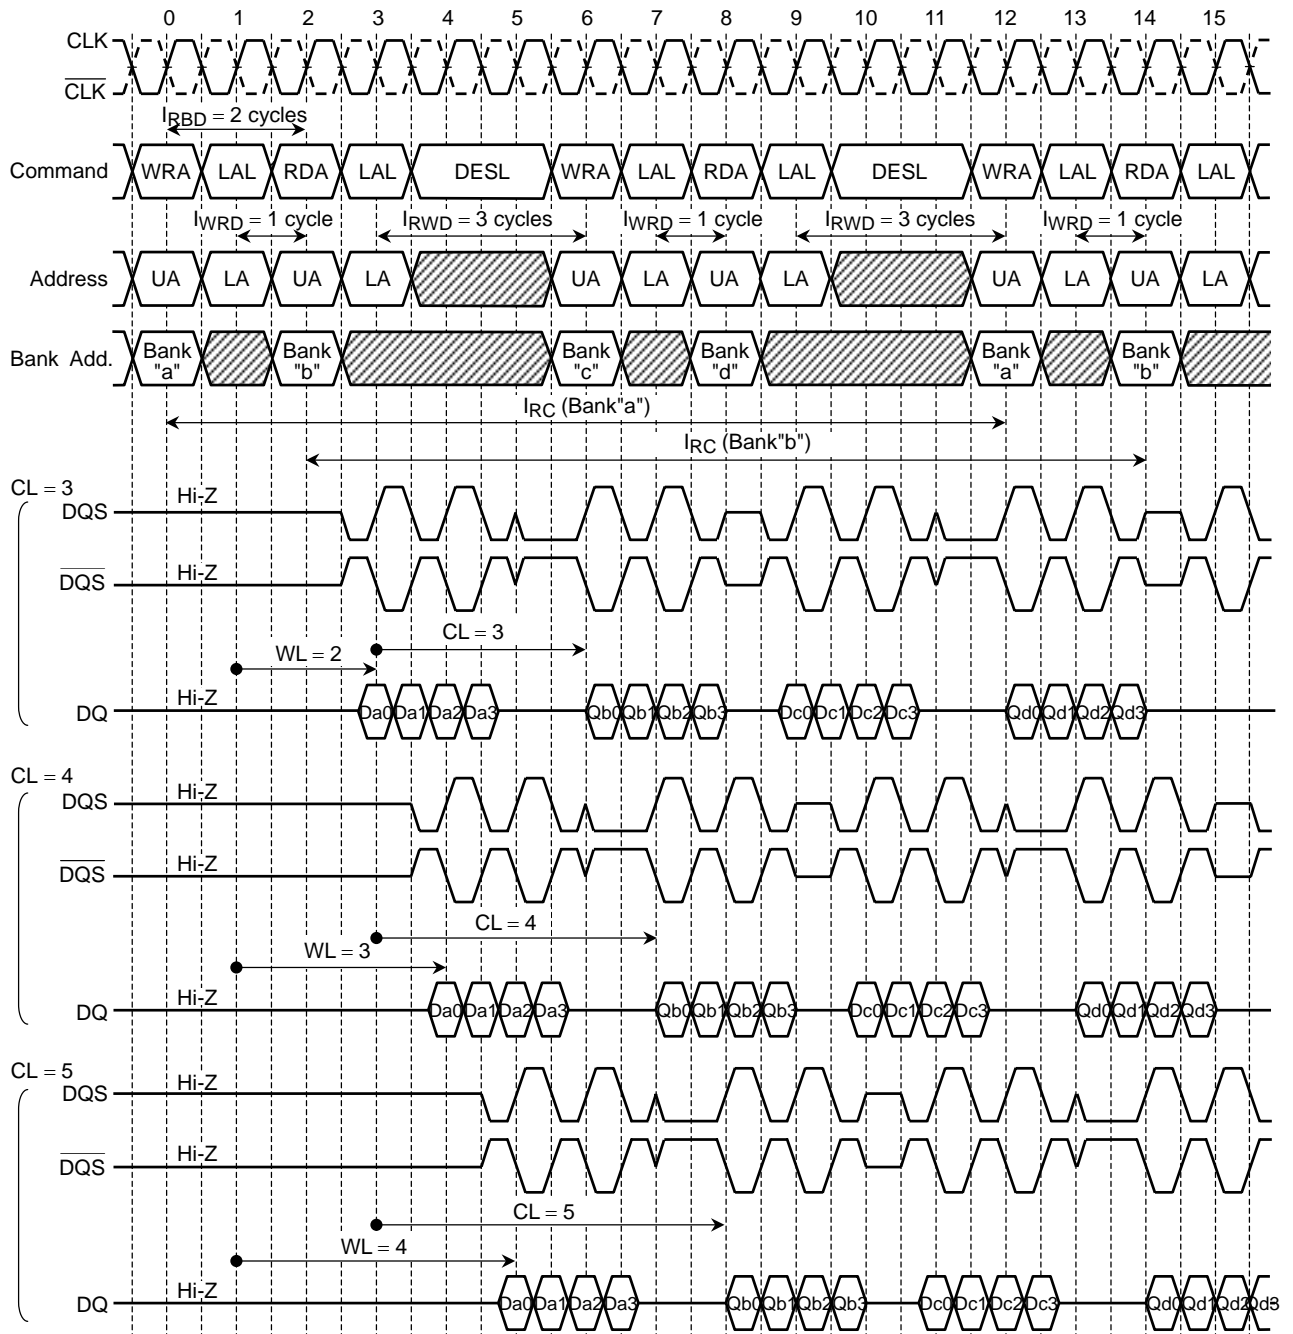 0 1 2 3 4 5 6 7 8 9 10 11 12 13 14 15
CLK
CLK
IRBD = 2 cycles
Command WRA LAL RDA LAL DESL WRA LAL RDA LAL DESL WRA LAL RDA LAL
IWRD = 1 cycle IRWD = 3 cycles IWRD = 1 cycle IRWD = 3 cycles IWRD = 1 cycle
Address UA LA UA LA UA LA UA LA UA LA UA LA
Bank Add. Bank "a" Bank "b" Bank "c" Bank "d" Bank "a" Bank "b"
IRC (Bank"a")
IRC (Bank"b")
CL = 3
DQS Hi-Z
DQS Hi-Z
CL = 3
WL = 2
DQ Hi-Z Da0 Da1 Da2 Da3 Qb0 Qb1 Qb2 Qb3 Dc0 Dc1 Dc2 Dc3 Qd0 Qd1 Qd2 Qd3
CL = 4
DQS Hi-Z
DQS Hi-Z
CL = 4
WL = 3
DQ Hi-Z Da0 Da1 Da2 Da3 Qb0 Qb1 Qb2 Qb3 Dc0 Dc1 Dc2 Dc3 Qd0 Qd1 Qd2 Qd3
CL = 5
DQS Hi-Z
DQS Hi-Z
CL = 5
WL = 4
DQ Hi-Z Da0 Da1 Da2 Da3 Qb0 Qb1 Qb2 Qb3 Dc0 Dc1 Dc2 Dc3 Qd0 Qd1 Qd2 Qd3